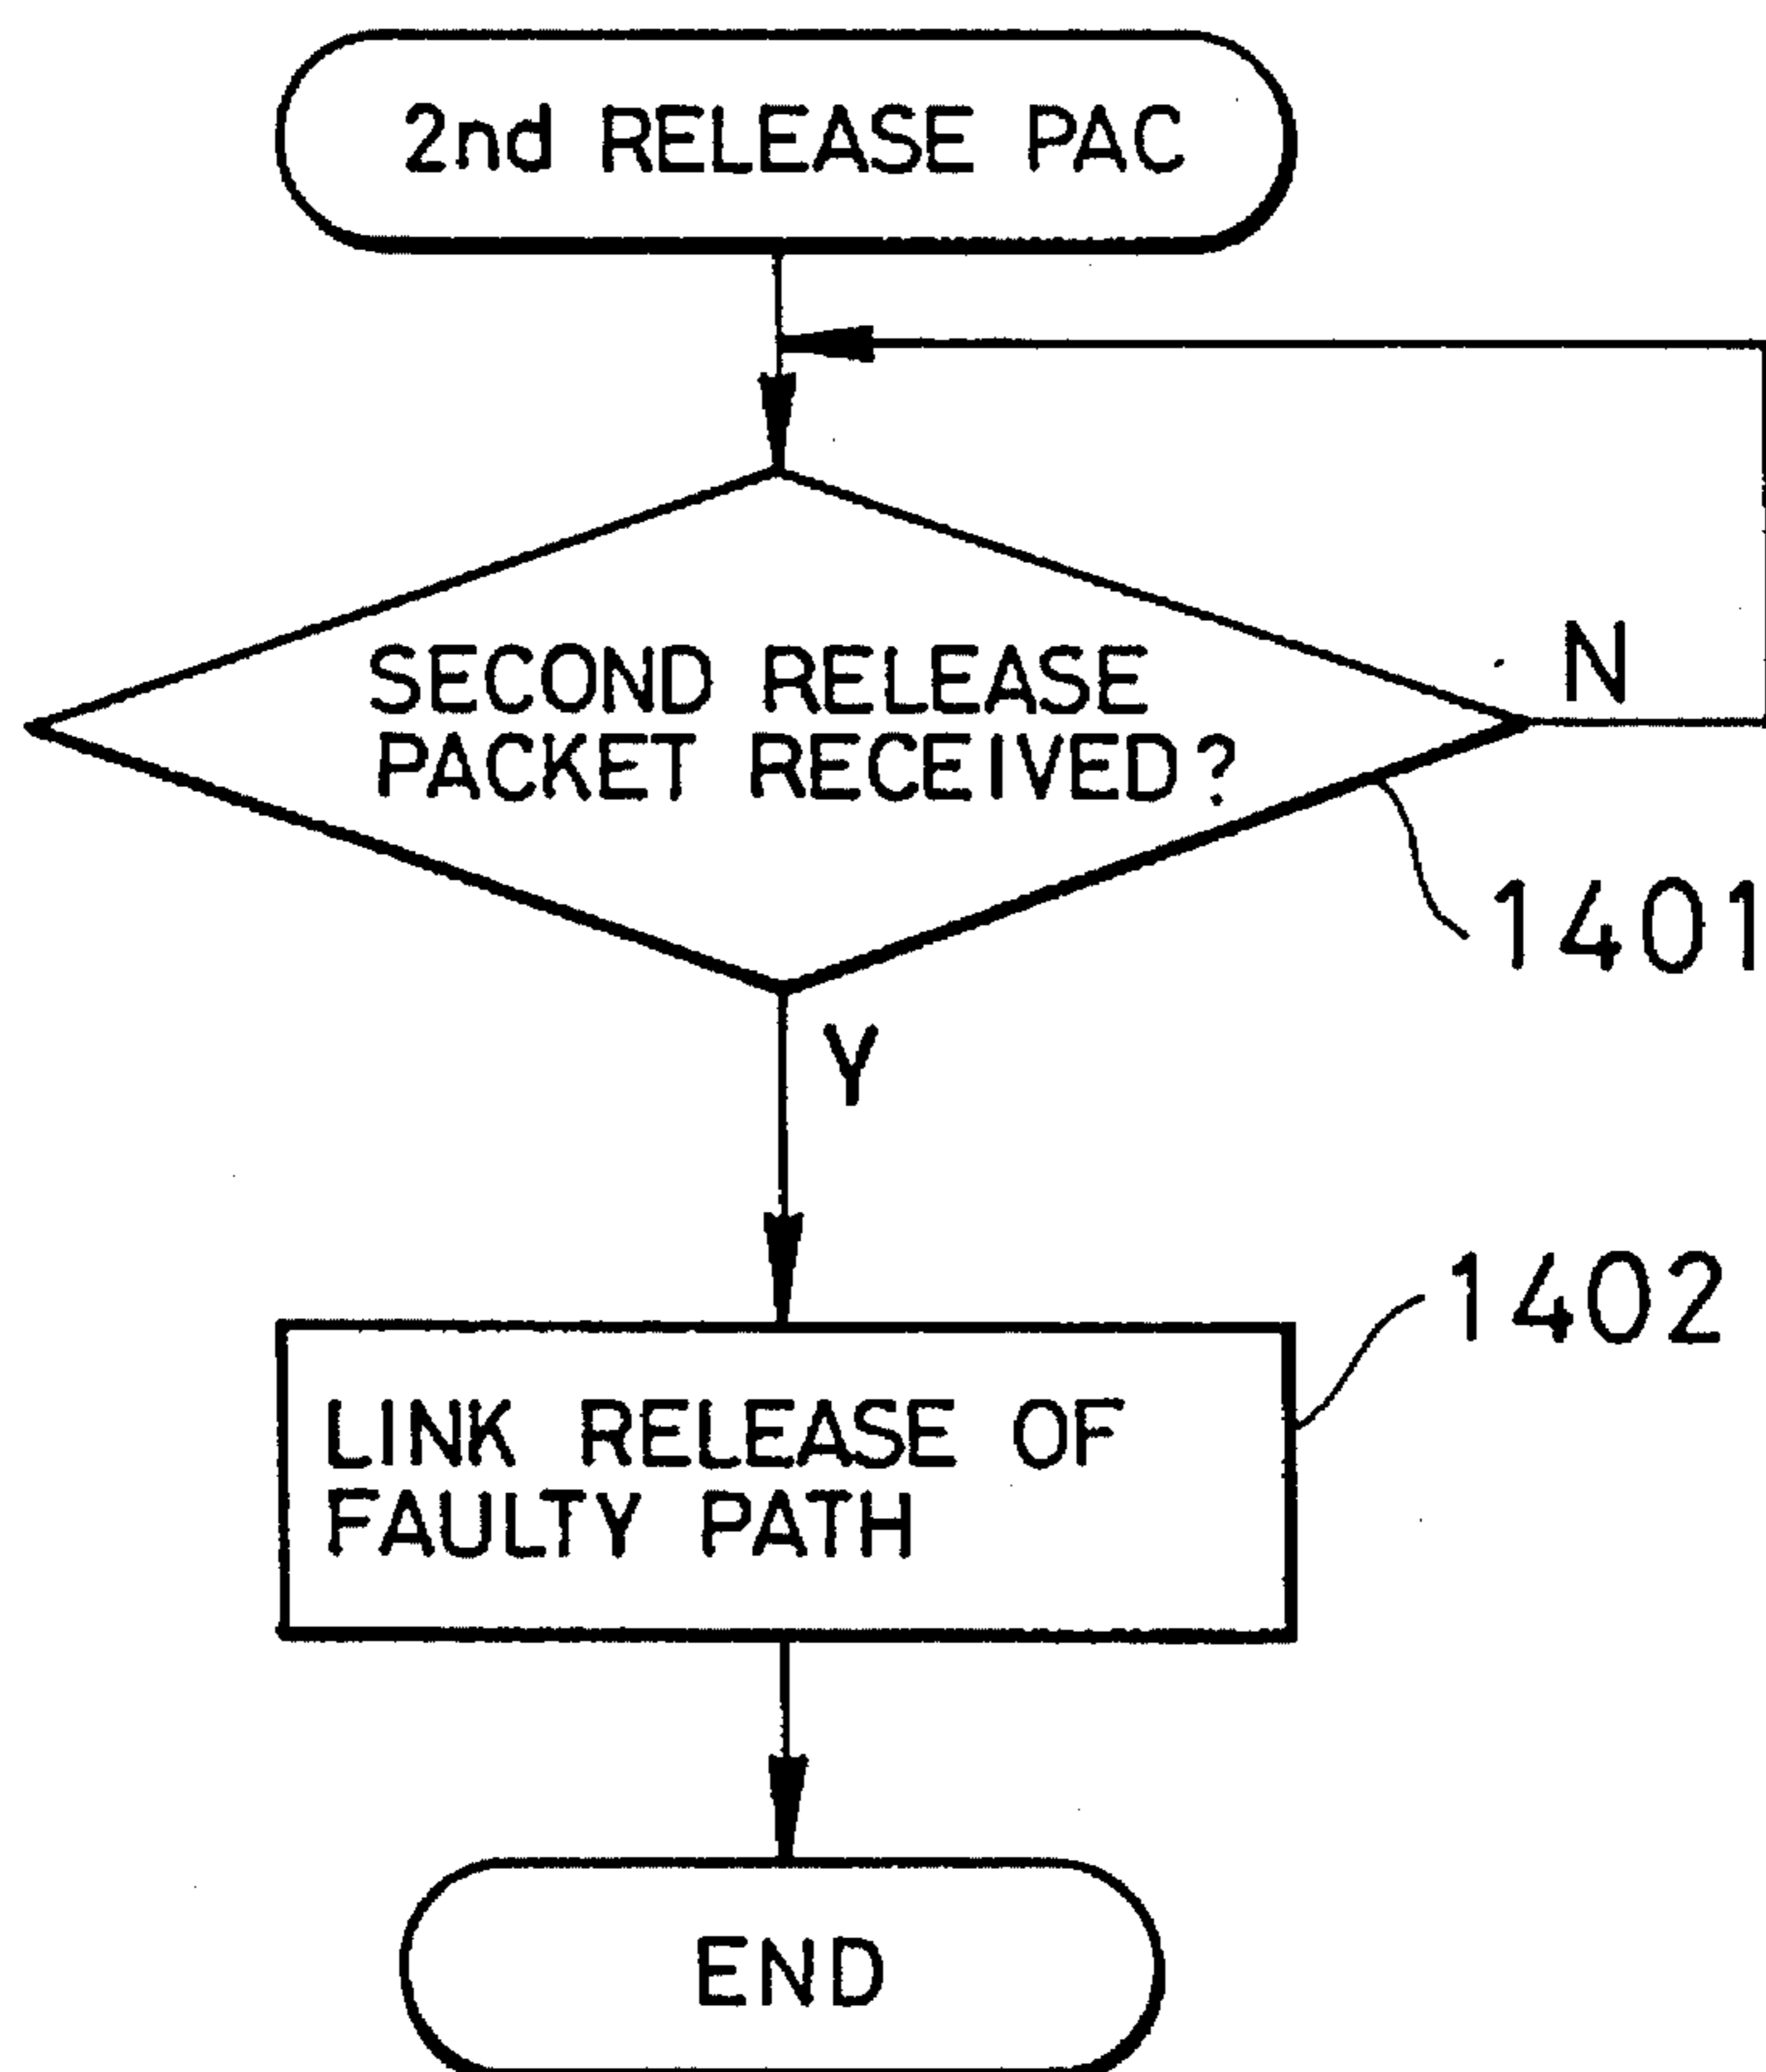 2nd RELEASE PAC
SECOND RELEASE
PACKET RECEIVED?
N
1401
Y
1402
LINK RELEASE OF
FAULTY PATH
END